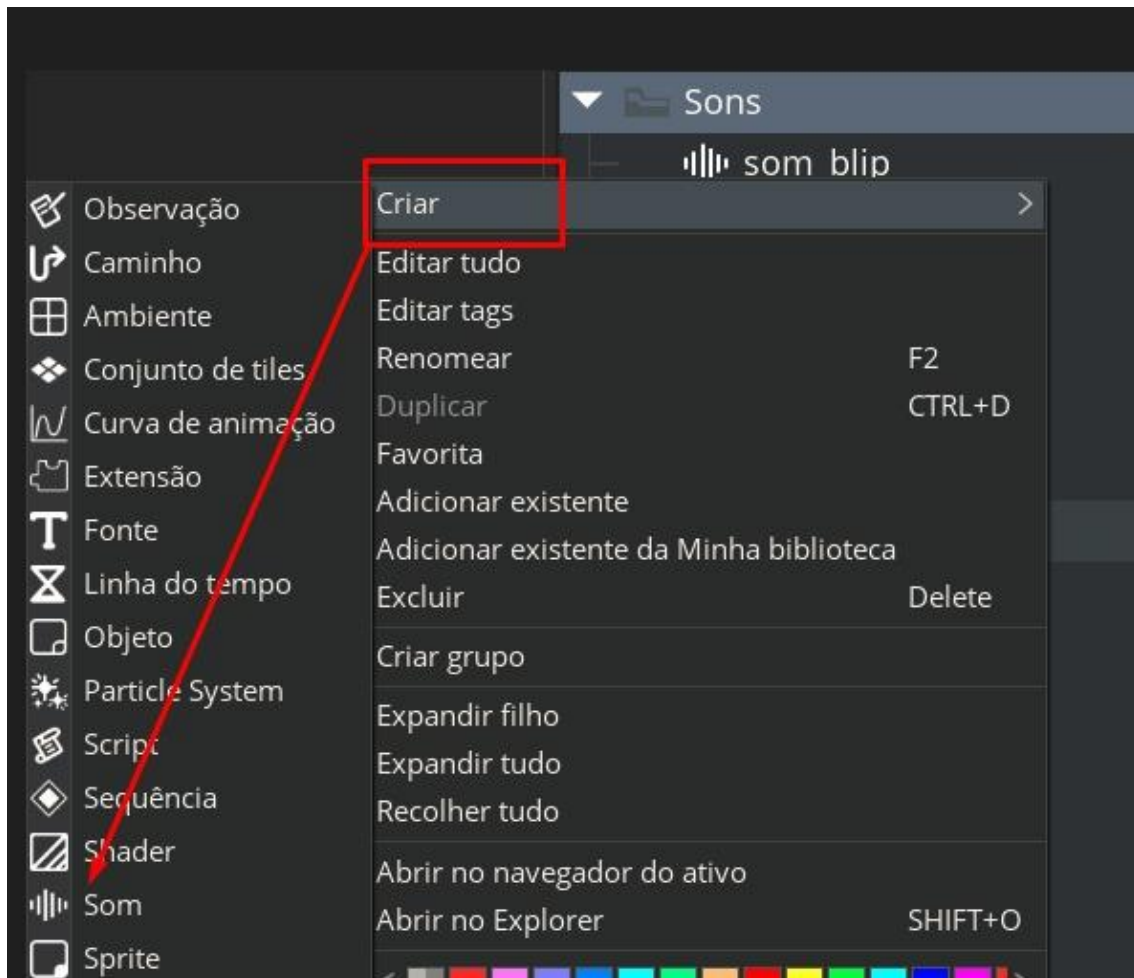 Sons
som_blip
Observação
Caminho
Ambiente
Conjunto de tiles
Curva de animação
Extensão
Fonte
Linha do tempo
Objeto
Particle System
Script
Sequência
Shader
Som
Sprite
Criar
Editar tudo
Editar tags
Renomear F2
Duplicar CTRL+D
Favorita
Adicionar existente
Adicionar existente da Minha biblioteca
Excluir Delete
Criar grupo
Expandir filho
Expandir tudo
Recolher tudo
Abrir no navegador do ativo
Abrir no Explorer SHIFT+O